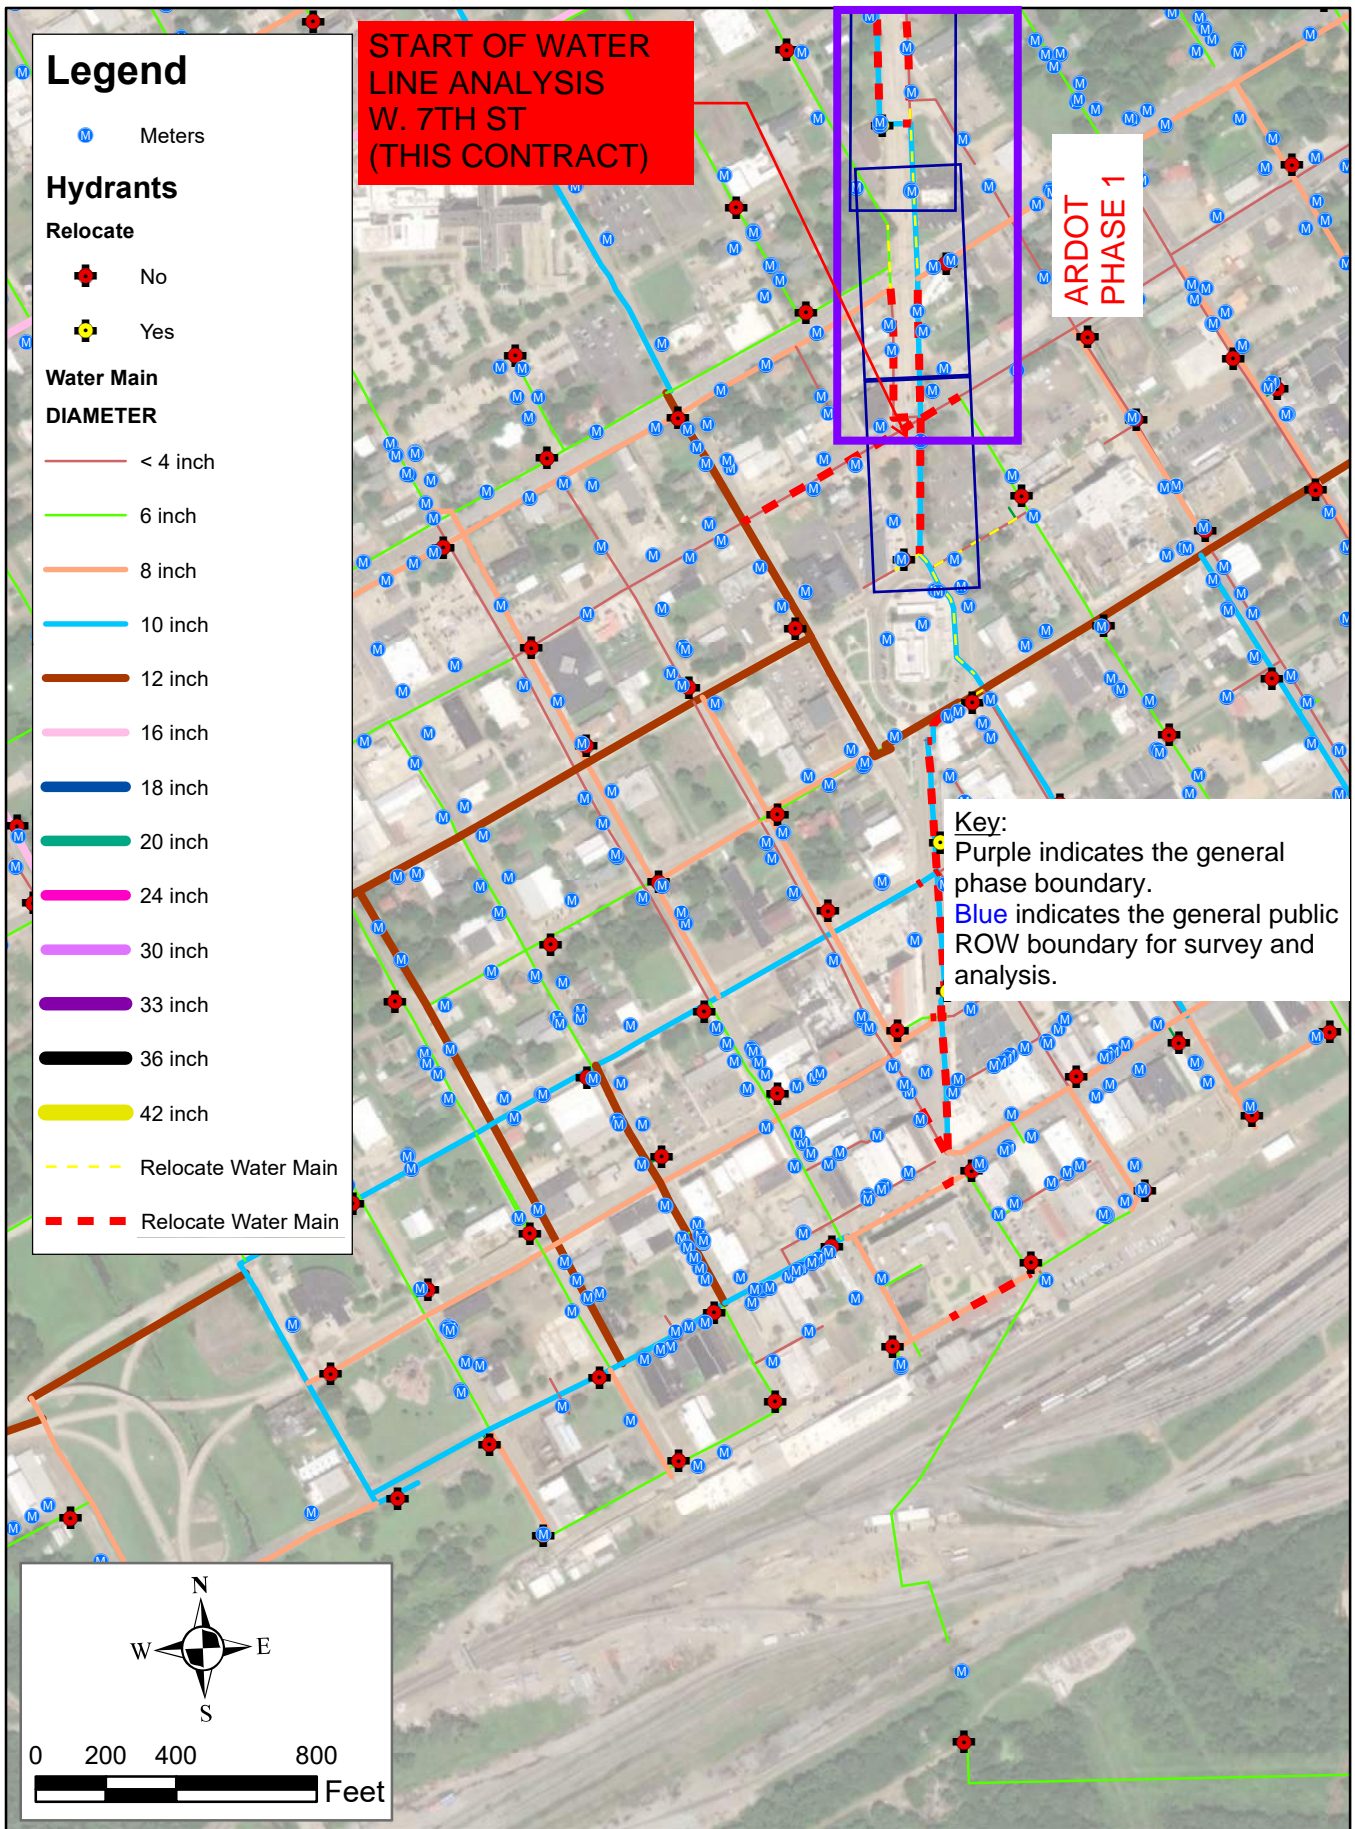 Legend
M Meters
Hydrants
Relocate
No
Yes
Water Main
DIAMETER
< 4 inch
6 inch
8 inch
10 inch
12 inch
16 inch
18 inch
20 inch
24 inch
30 inch
33 inch
36 inch
42 inch
Relocate Water Main
Relocate Water Main
START OF WATER
LINE ANALYSIS
W. 7TH ST
(THIS CONTRACT)
ARDOT
PHASE 1
Key:
Purple indicates the general
phase boundary.
Blue indicates the general public
ROW boundary for survey and
analysis.
N
W E
S
0 200 400 800
Feet